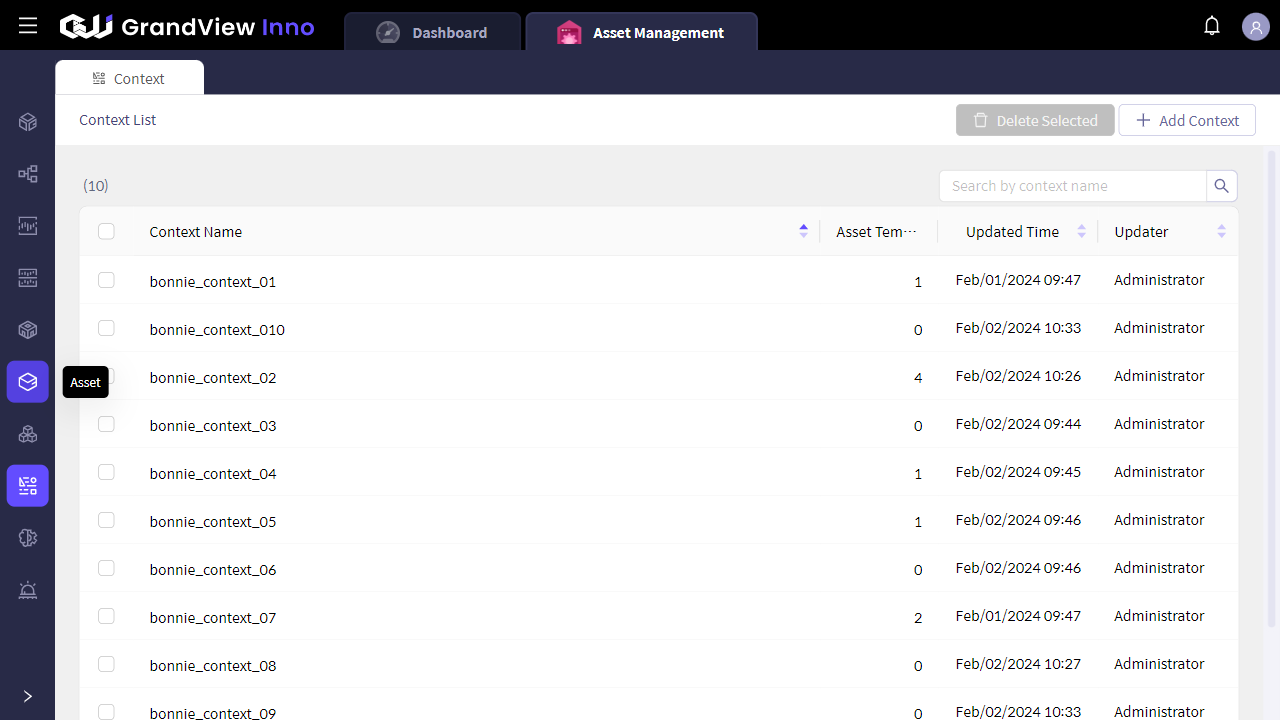 GrandView Inno
Dashboard
Asset Management
Context
Context List
Delete Selected
Add Context
(10)
Search by context name
Context Name
Asset Tem···
Updated Time
Updater
bonnie_context_01 1 Feb/01/2024 09:47 Administrator
bonnie_context_010 0 Feb/02/2024 10:33 Administrator
Asset
bonnie_context_02 4 Feb/02/2024 10:26 Administrator
bonnie_context_03 0 Feb/02/2024 09:44 Administrator
bonnie_context_04 1 Feb/02/2024 09:45 Administrator
bonnie_context_05 1 Feb/02/2024 09:46 Administrator
bonnie_context_06 0 Feb/02/2024 09:46 Administrator
bonnie_context_07 2 Feb/01/2024 09:47 Administrator
bonnie_context_08 0 Feb/02/2024 10:27 Administrator
bonnie_context_09 0 Feb/02/2024 10:33 Administrator